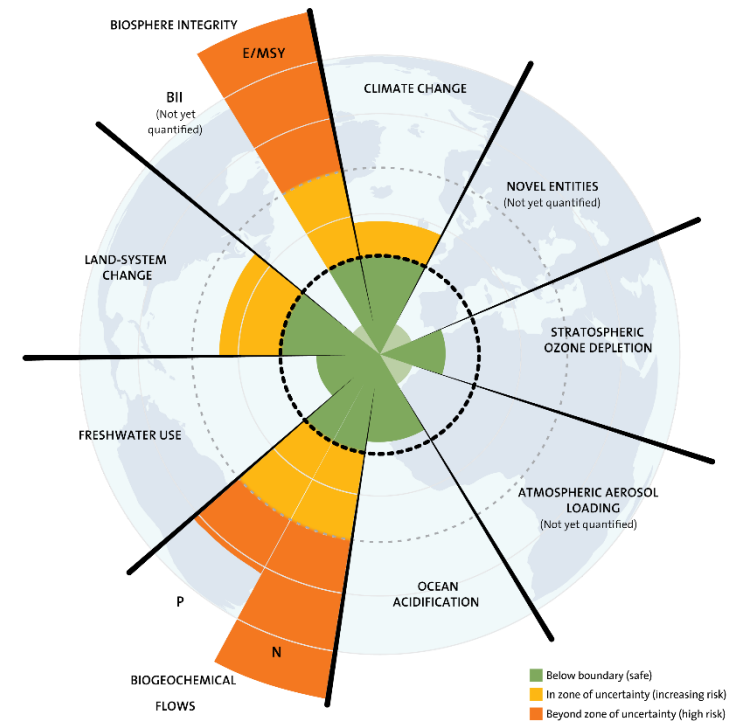 BIOSPHERE INTEGRITY
E/MSY
BII
(Not yet
quantified)
CLIMATE CHANGE
NOVEL ENTITIES
(Not yet quantified)
LAND-SYSTEM
CHANGE
STRATOSPHERIC
OZONE DEPLETION
FRESHWATER USE
ATMOSPHERIC AEROSOL
LOADING
(Not yet quantified)
OCEAN
ACIDIFICATION
P
N
BIOGEOCHEMICAL
FLOWS
Below boundary (safe)
In zone of uncertainty (increasing risk)
Beyond zone of uncertainty (high risk)